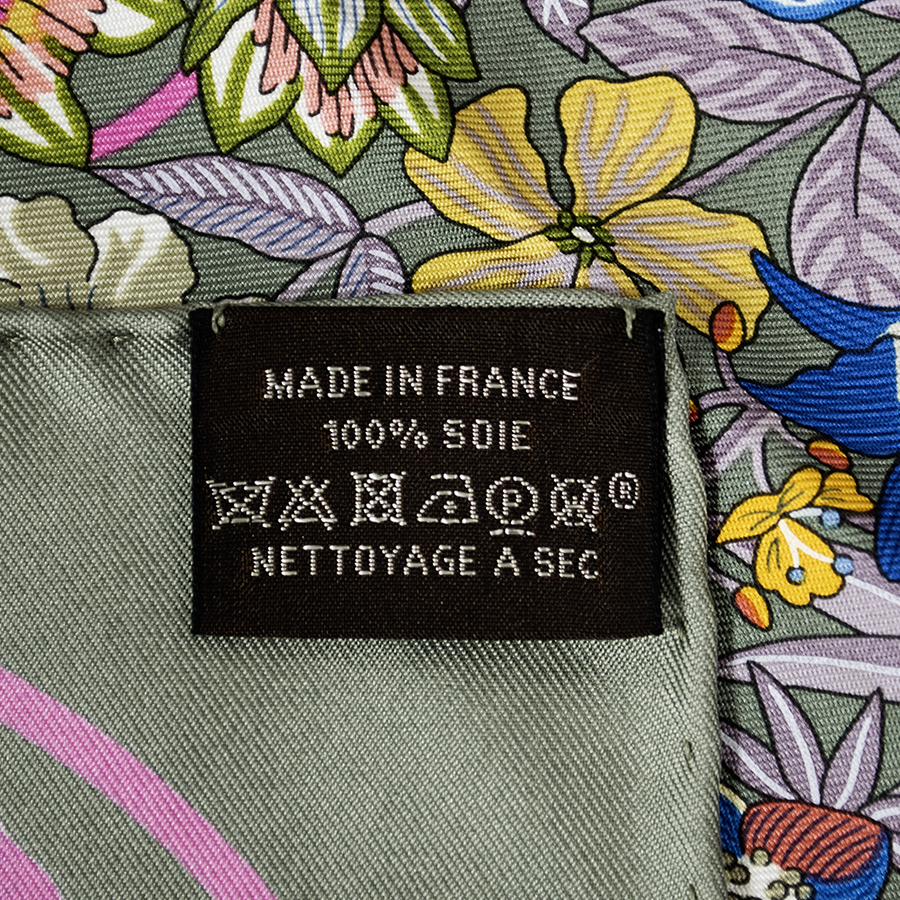 MADE IN FRANCE
100% SOIE
P W ®
NETTOYAGE A SEC